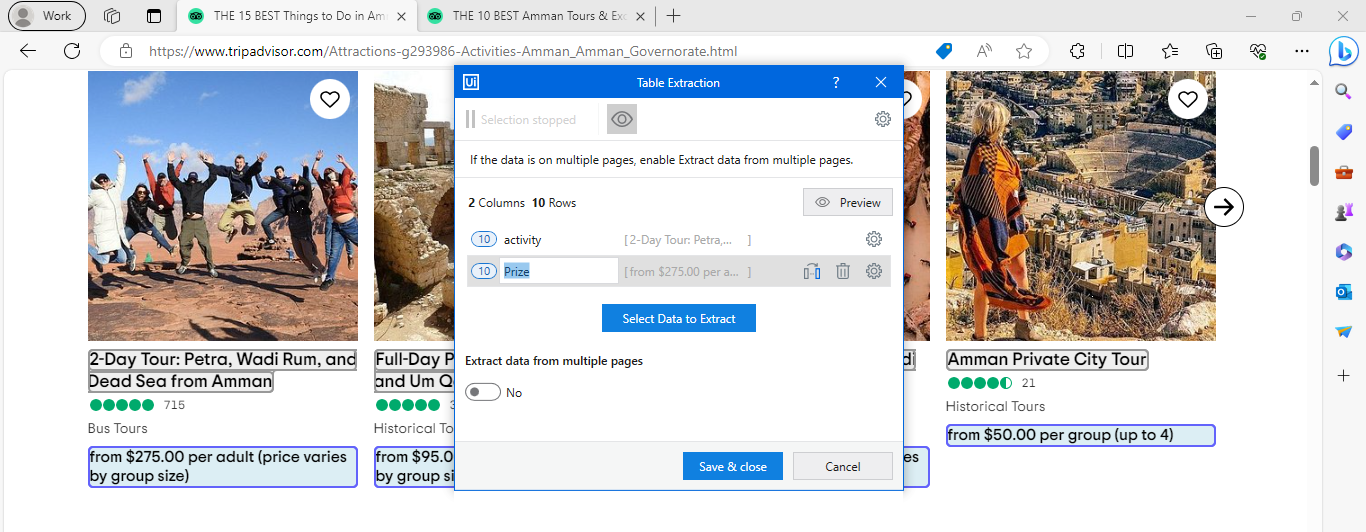 Work
THE 15 BEST Things to Do in Amm
THE 10 BEST Amman Tours & Exc
https://www.tripadvisor.com/Attractions-g293986-Activities-Amman_Amman_Governorate.html
Ui
Table Extraction
?
Selection stopped
If the data is on multiple pages, enable Extract data from multiple pages.
2 Columns 10 Rows
Preview
10 activity [ 2-Day Tour: Petra,... ]
10 Prize [ from $275.00 per a... ]
Select Data to Extract
Extract data from multiple pages
No
Save & close
Cancel
2-Day Tour: Petra, Wadi Rum, and
Dead Sea from Amman
715
Bus Tours
from $275.00 per adult (price varies
by group size)
Full-Day P
and Um Q
Historical To
from $95.0
by group si
di
es
Amman Private City Tour
21
Historical Tours
from $50.00 per group (up to 4)